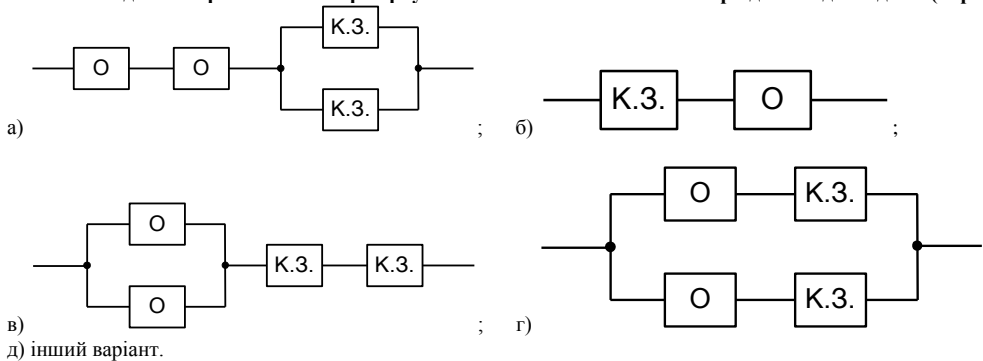 К.З.
О О
К.З.
а) ;
К.З. О
б) ;
О
К.З. К.З.
О
в) ;
О К.З.
О К.З.
г)
д) інший варіант.